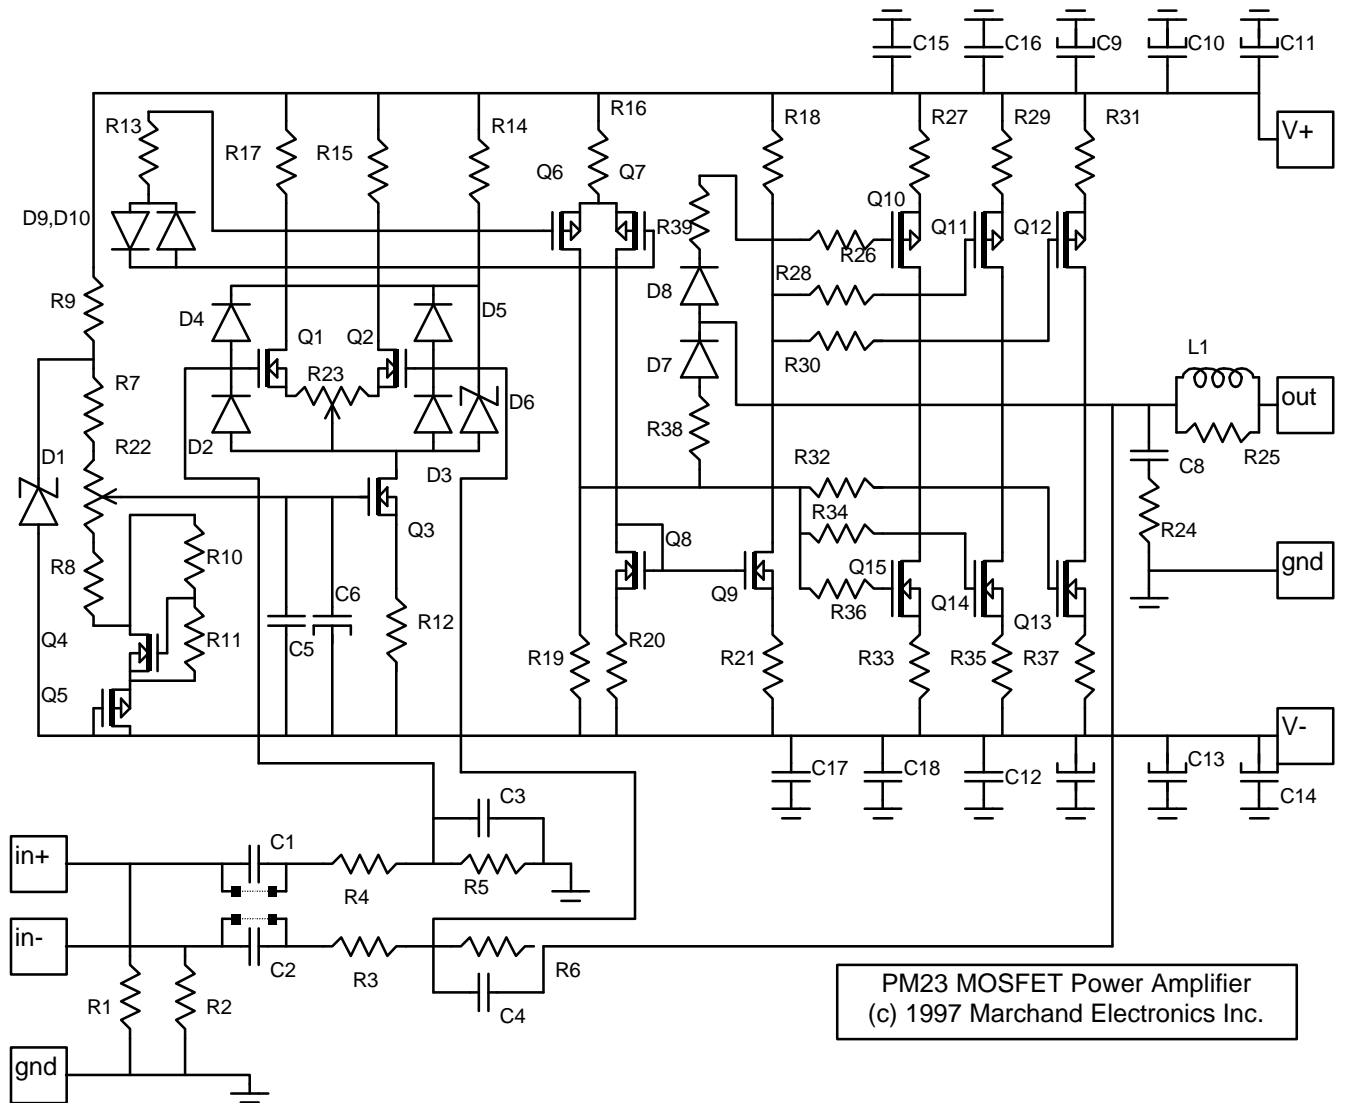 C15
C16
C9
C10
C11
R13
R17
R15
R14
R16
R18
R27
R29
R31
V+
Q6
Q7
D9,D10
R39
Q10
Q11
Q12
R26
R28
R9
D4
D5
D8
Q1
Q2
R30
D7
L1
R7
R23
D6
out
R22
D2
R38
D1
D3
R32
C8
R25
Q3
R34
R24
R8
R10
Q8
Q15
gnd
C6
R12
Q9
R36
Q14
Q13
Q4
R11
C5
R19
R20
R21
R33
R35
R37
Q5
V-
C17
C18
C12
C13
C14
C3
in+
C1
R4
R5
in-
C2
R3
R6
R1
R2
C4
PM23 MOSFET Power Amplifier
(c) 1997 Marchand Electronics Inc.
gnd